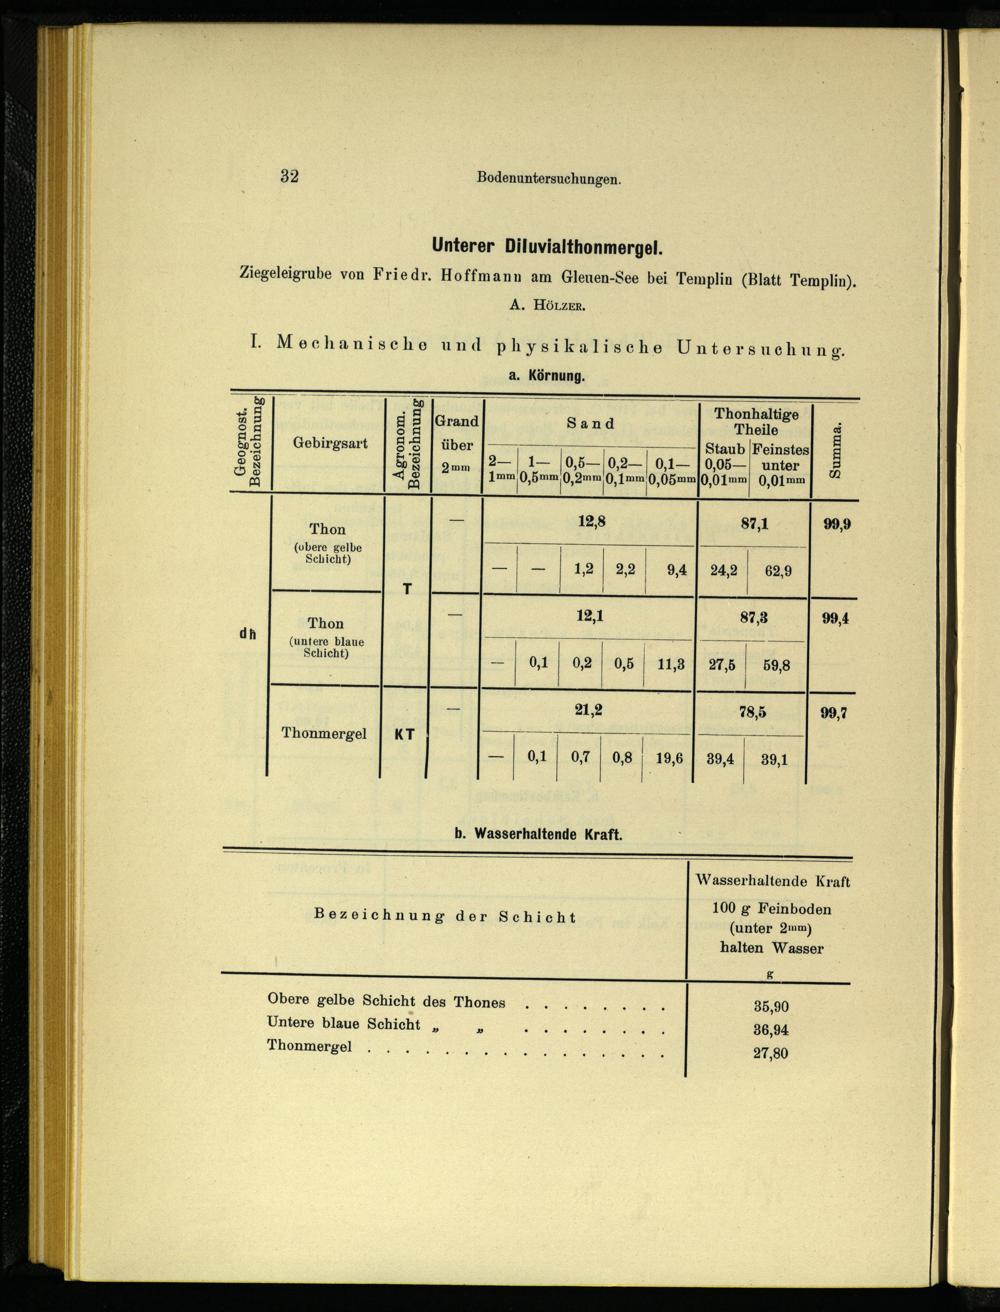 32 Bodenuntersuchungen.
Unterer Diluvialthonmergel.
Ziegeleigrube von Friedr. Hoffmann am Gleuen-See bei Templin (Blatt Templin).
A. HÖLZER.
I. Mechanische und physikalische Untersuchung.
a. Körnung.
Geognost. Bezeichnung
Gebirgsart
Agronom. Bezeichnung
Grand über 2mm
Sand
2—1mm
1—0,5mm
0,5—0,2mm
0,2—0,1mm
0,1—0,05mm
Thonhaltige Theile
Staub 0,05—0,01mm
Feinstes unter 0,01mm
Summa.
dh
Thon (obere gelbe Schicht)
T
— 12,8 87,1 99,9
— — 1,2 2,2 9,4 24,2 62,9
Thon (untere blaue Schicht)
— 12,1 87,3 99,4
— 0,1 0,2 0,5 11,3 27,5 59,8
Thonmergel KT
— 21,2 78,5 99,7
— 0,1 0,7 0,8 19,6 39,4 39,1
b. Wasserhaltende Kraft.
Bezeichnung der Schicht
Wasserhaltende Kraft
100 g Feinboden
(unter 2mm)
halten Wasser
g
Obere gelbe Schicht des Thones . . . . . . . . 35,90
Untere blaue Schicht „ „ . . . . . . . . 36,94
Thonmergel . . . . . . . . . . . . . . . . 27,80